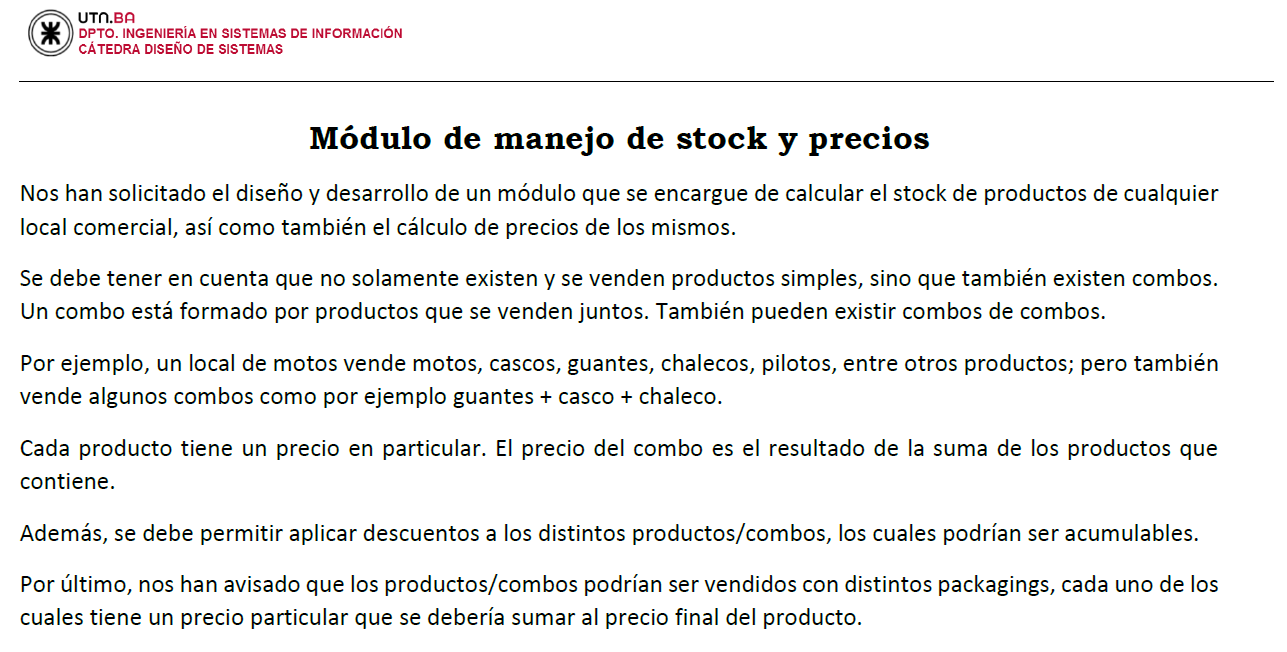 UTN.BA
DPTO. INGENIERÍA EN SISTEMAS DE INFORMACIÓN
CÁTEDRA DISEÑO DE SISTEMAS
Módulo de manejo de stock y precios
Nos han solicitado el diseño y desarrollo de un módulo que se encargue de calcular el stock de productos de cualquier
local comercial, así como también el cálculo de precios de los mismos.
Se debe tener en cuenta que no solamente existen y se venden productos simples, sino que también existen combos.
Un combo está formado por productos que se venden juntos. También pueden existir combos de combos.
Por ejemplo, un local de motos vende motos, cascos, guantes, chalecos, pilotos, entre otros productos; pero también
vende algunos combos como por ejemplo guantes + casco + chaleco.
Cada producto tiene un precio en particular. El precio del combo es el resultado de la suma de los productos que
contiene.
Además, se debe permitir aplicar descuentos a los distintos productos/combos, los cuales podrían ser acumulables.
Por último, nos han avisado que los productos/combos podrían ser vendidos con distintos packagings, cada uno de los
cuales tiene un precio particular que se debería sumar al precio final del producto.